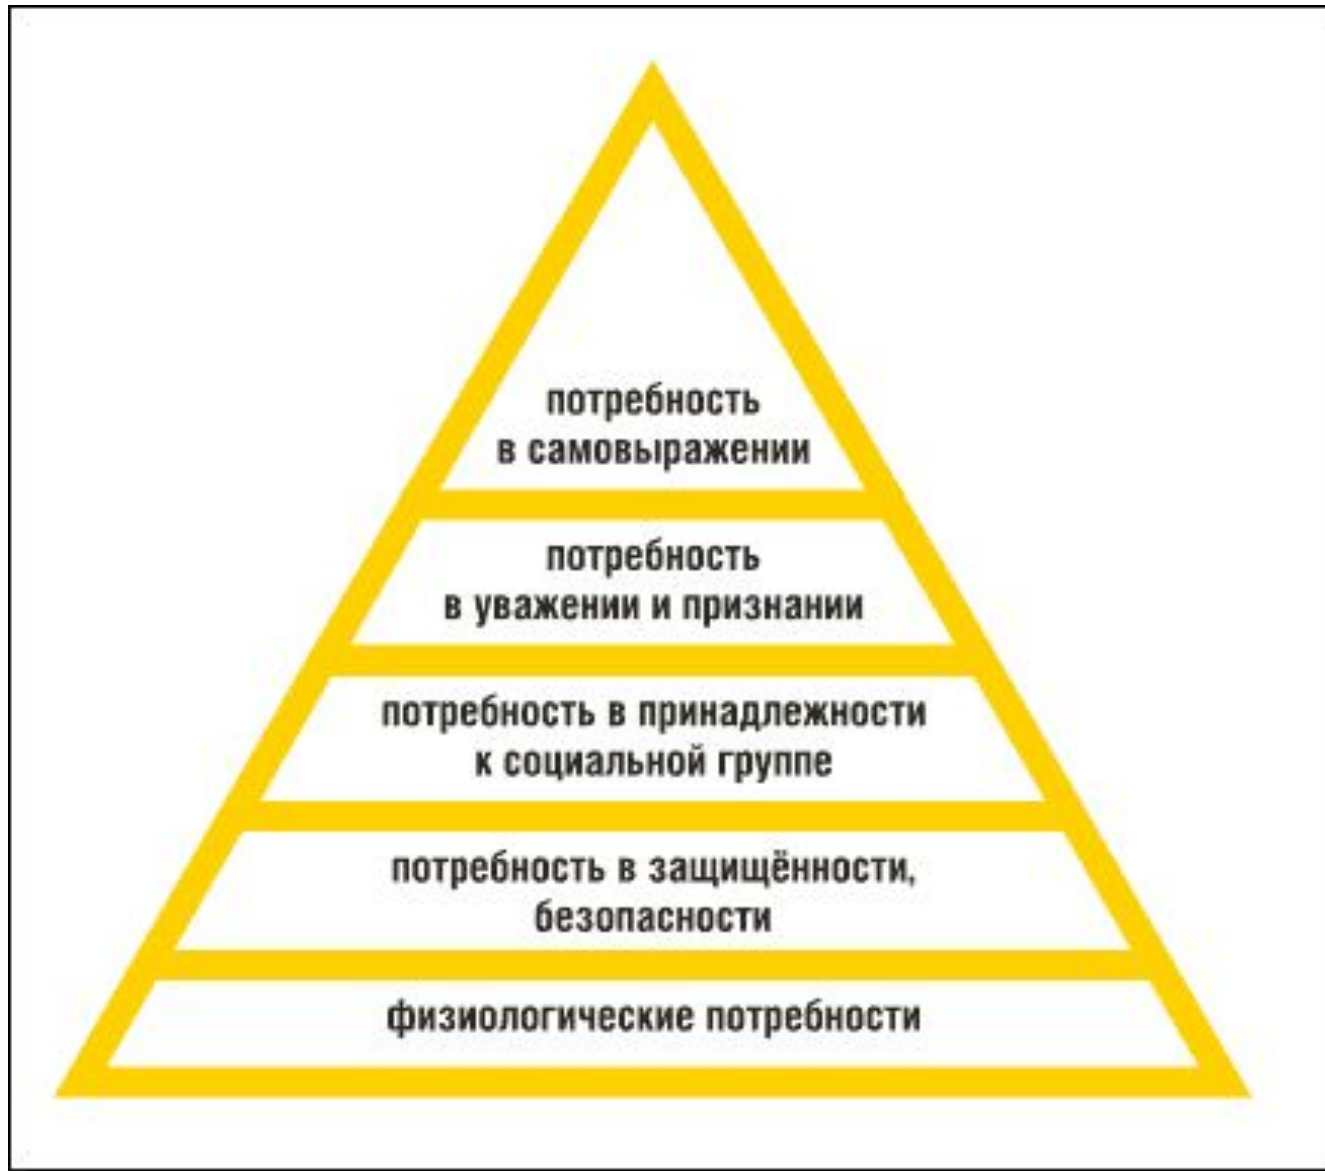 потребность
в самовыражении
потребность
в уважении и признании
потребность в принадлежности
к социальной группе
потребность в защищённости,
безопасности
физиологические потребности